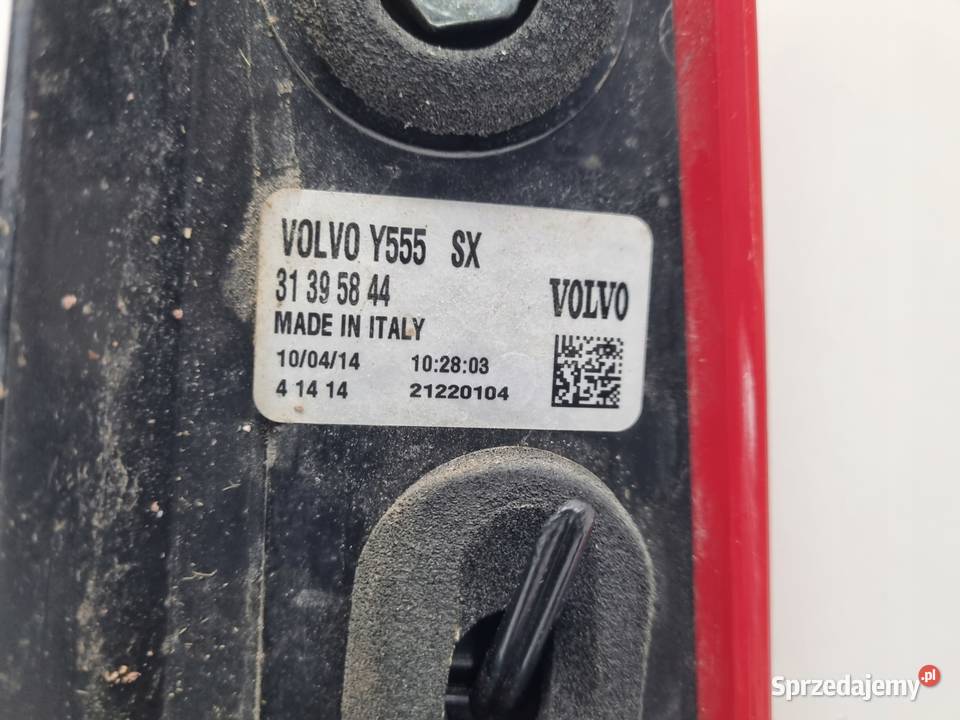 VOLVO Y555 SX
31 39 58 44
MADE IN ITALY
10/04/14 10:28:03
4 14 14 21220104
VOLVO
Sprzedajemy.pl